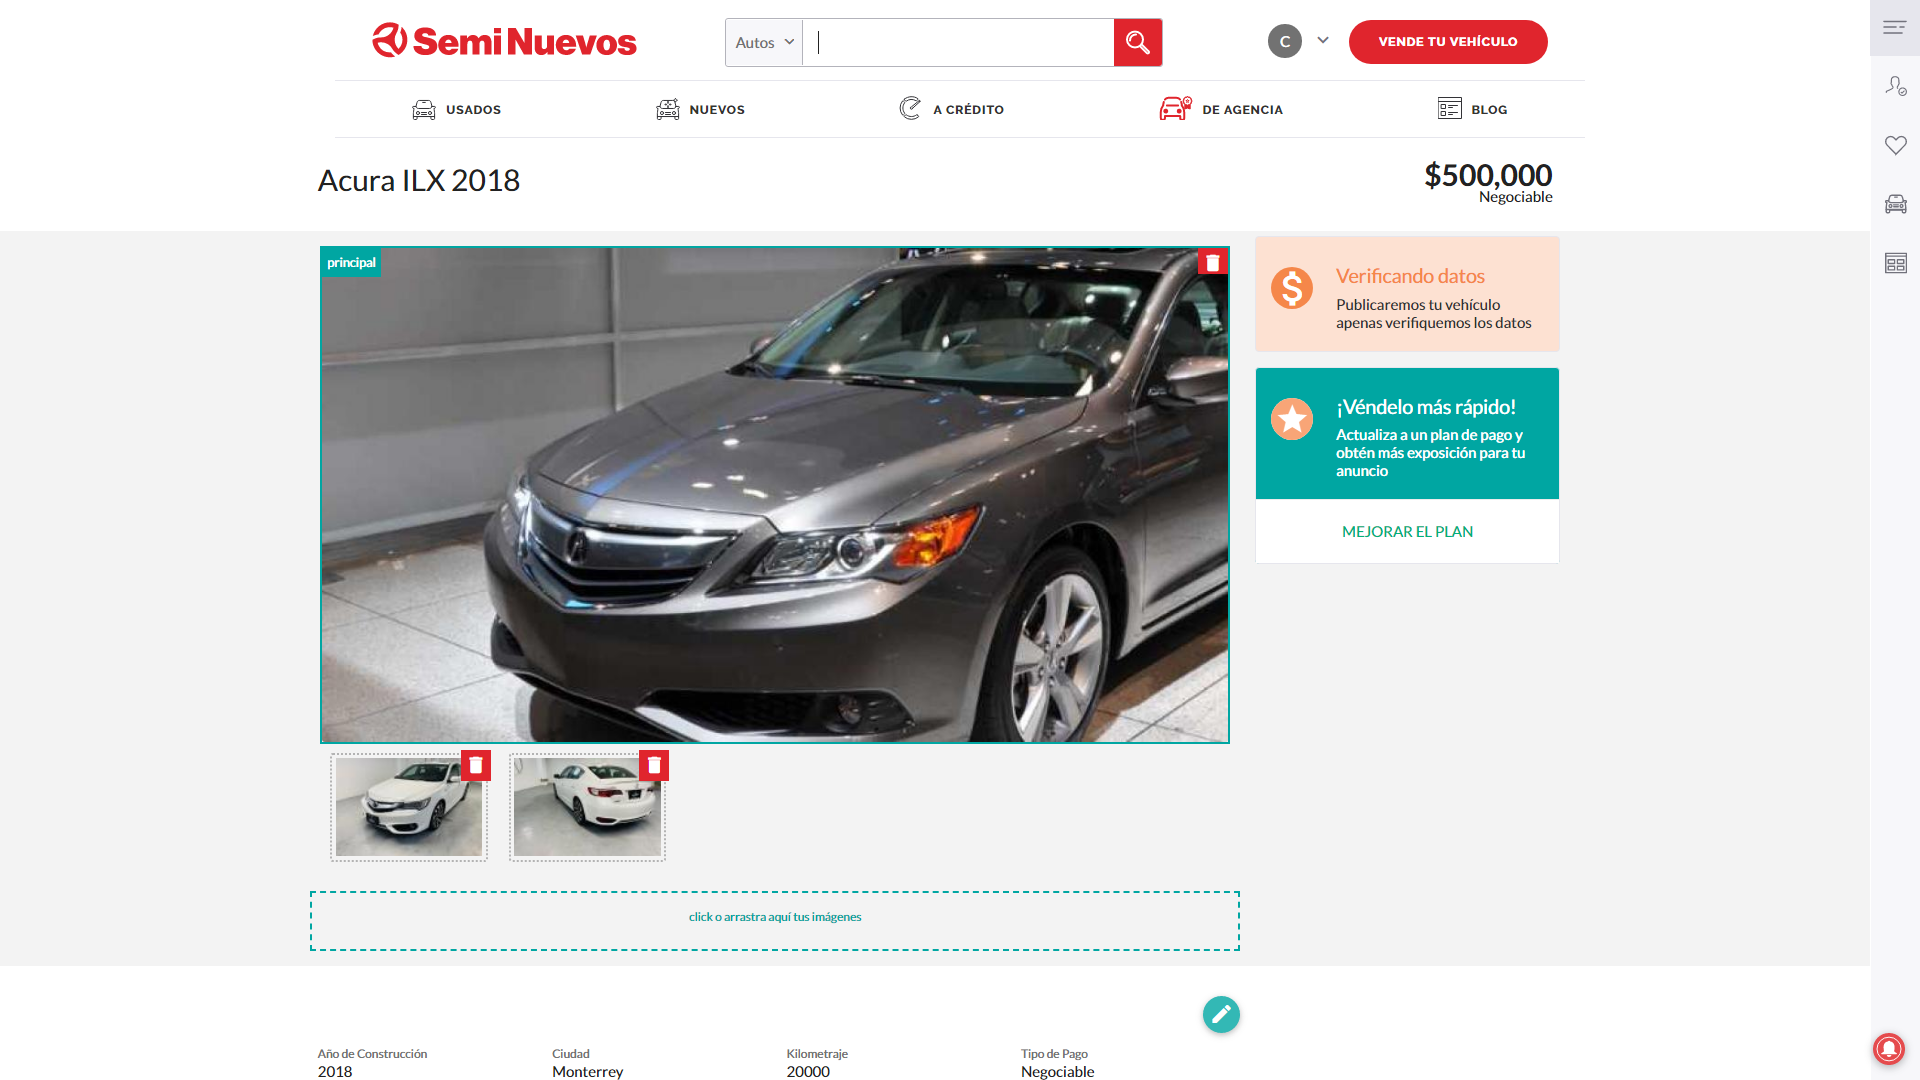 Semi Nuevos
Autos
C
VENDE TU VEHÍCULO
USADOS
NUEVOS
A CRÉDITO
DE AGENCIA
BLOG
Acura ILX 2018
$500,000
Negociable
principal
Verificando datos
Publicaremos tu vehículo
apenas verifiquemos los datos
¡Véndelo más rápido!
Actualiza a un plan de pago y
obtén más exposición para tu
anuncio
MEJORAR EL PLAN
click o arrastra aquí tus imágenes
Año de Construcción
2018
Ciudad
Monterrey
Kilometraje
20000
Tipo de Pago
Negociable